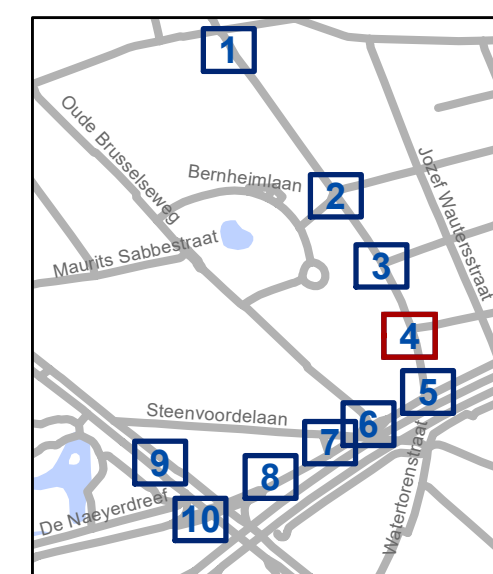 1
Oude Brusselseweg
Bernheimlaan
Jozef Wautersstraat
2
Maurits Sabbestraat
3
4
5
Steenvoordelaan
6
7
Watertorenstraat
9
8
De Naeyerdreef
10